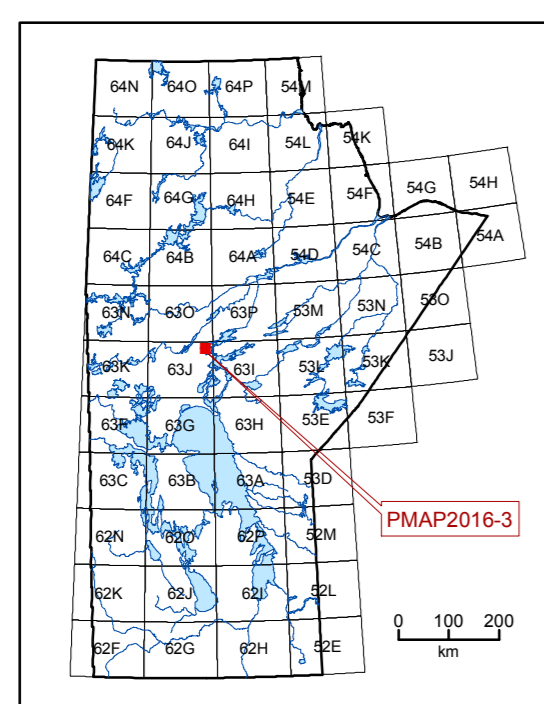 64N 64O 64P 54M
64K 64J 64I 54L 54K
64F 64G 64H 54E 54F 54G 54H
64C 64B 64A 54D 54C 54B 54A
63N 63O 63P 53M 53N 53O
63K 63J 63I 53L 53K 53J
63F 63G 63H 53E 53F
63C 63B 63A 53D
PMAP2016-3
62N 62O 62P 52M
62K 62J 62I 52L
0 100 200
km
62F 62G 62H 52E